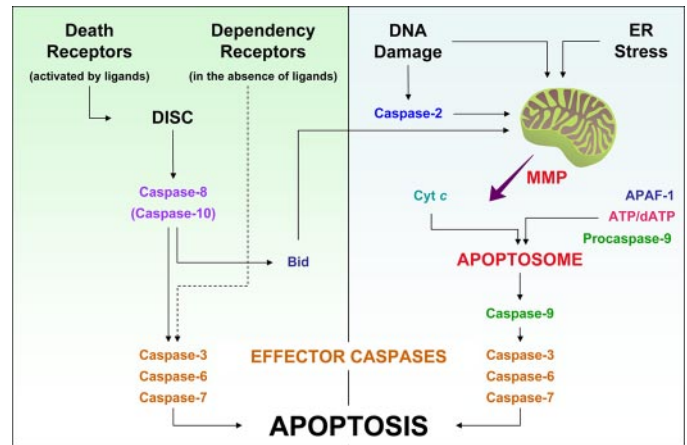 Death
Receptors
(activated by ligands)
Dependency
Receptors
(in the absence of ligands)
DISC
Caspase-8
(Caspase-10)
Bid
Caspase-3
Caspase-6
Caspase-7
DNA
Damage
ER
Stress
Caspase-2
MMP
Cyt c
APAF-1
ATP/dATP
Procaspase-9
APOPTOSOME
Caspase-9
EFFECTOR CASPASES
Caspase-3
Caspase-6
Caspase-7
APOPTOSIS